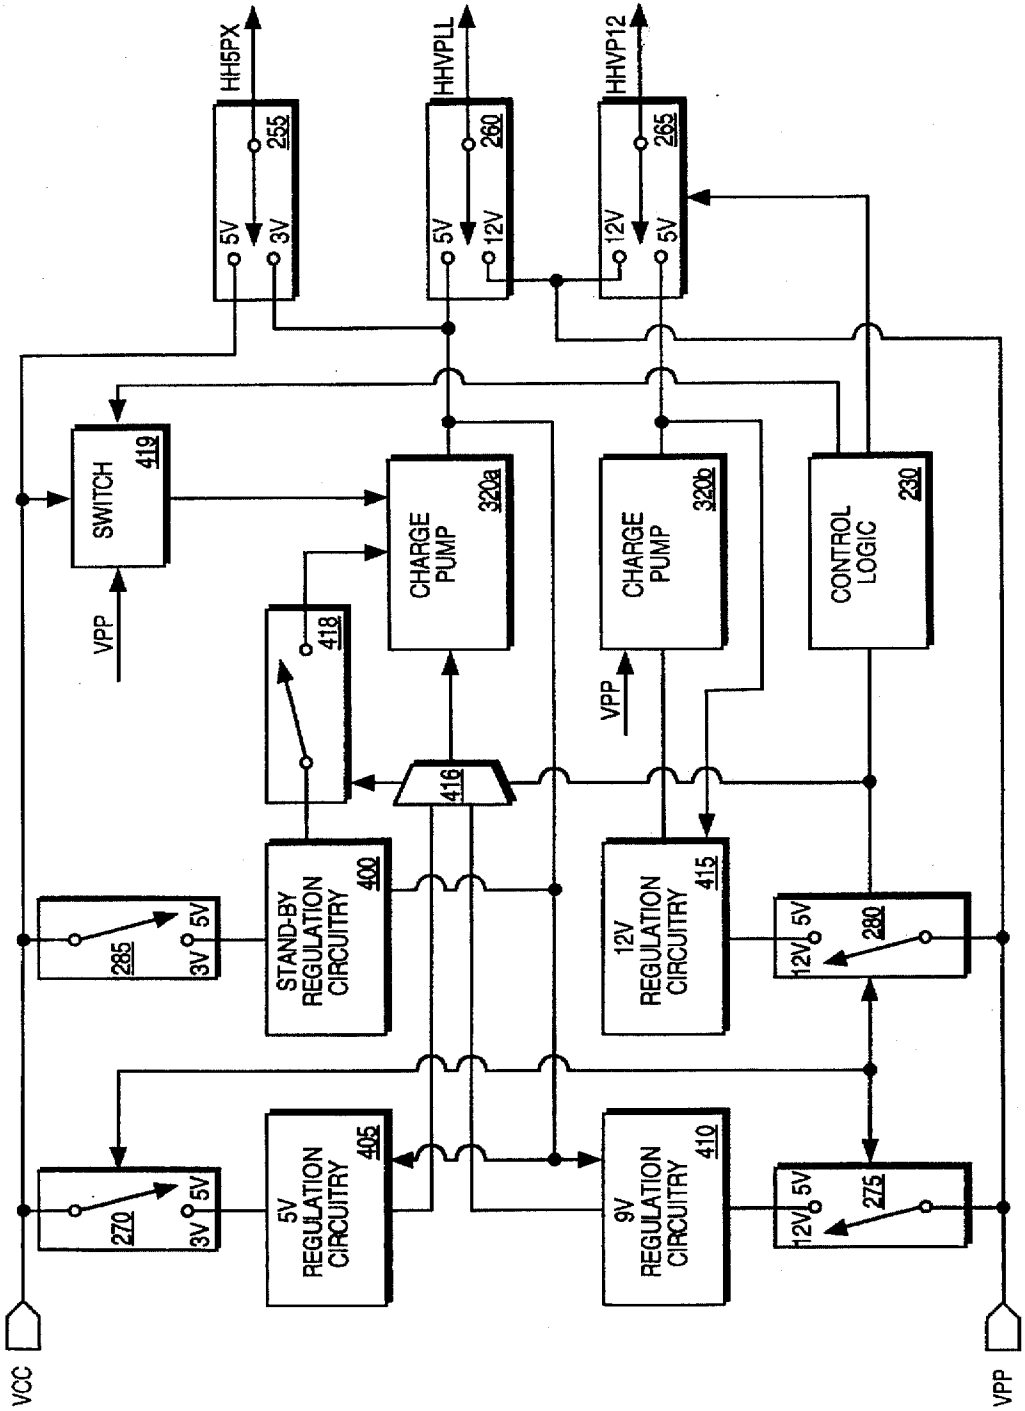 VCC
VPP
3V 5V
270
3V 5V
285
5V
REGULATION
CIRCUITRY
405
STAND-BY
REGULATION
CIRCUITRY
400
418
416
SWITCH
419
VPP
CHARGE
PUMP
320a
9V
REGULATION
CIRCUITRY
410
12V
REGULATION
CIRCUITRY
415
VPP
CHARGE
PUMP
320b
12V 5V
275
12V 5V
280
CONTROL
LOGIC
230
5V
3V
255
HH5PX
5V
12V
260
HHVPLL
12V
5V
265
HHVP12